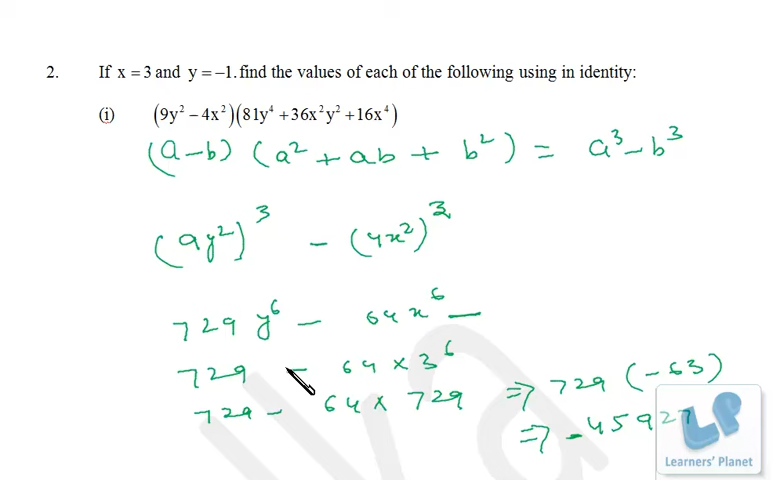 2. If x = 3 and y = −1. find the values of each of the following using in identity:
(i) (9y² − 4x²)(81y⁴ + 36x²y² + 16x⁴)
(a − b) (a² + ab + b²) = a³ − b³
(9y²)³ − (4x²)³
729 y⁶ − 64x⁶ −
729 − 64 × 3⁶
729 − 64 × 729 ⇒ 729 (−63)
⇒ −45927
LP
Learners' Planet